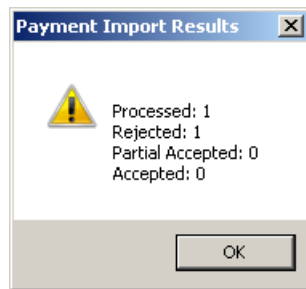 Payment Import Results
Processed: 1
Rejected: 1
Partial Accepted: 0
Accepted: 0
OK